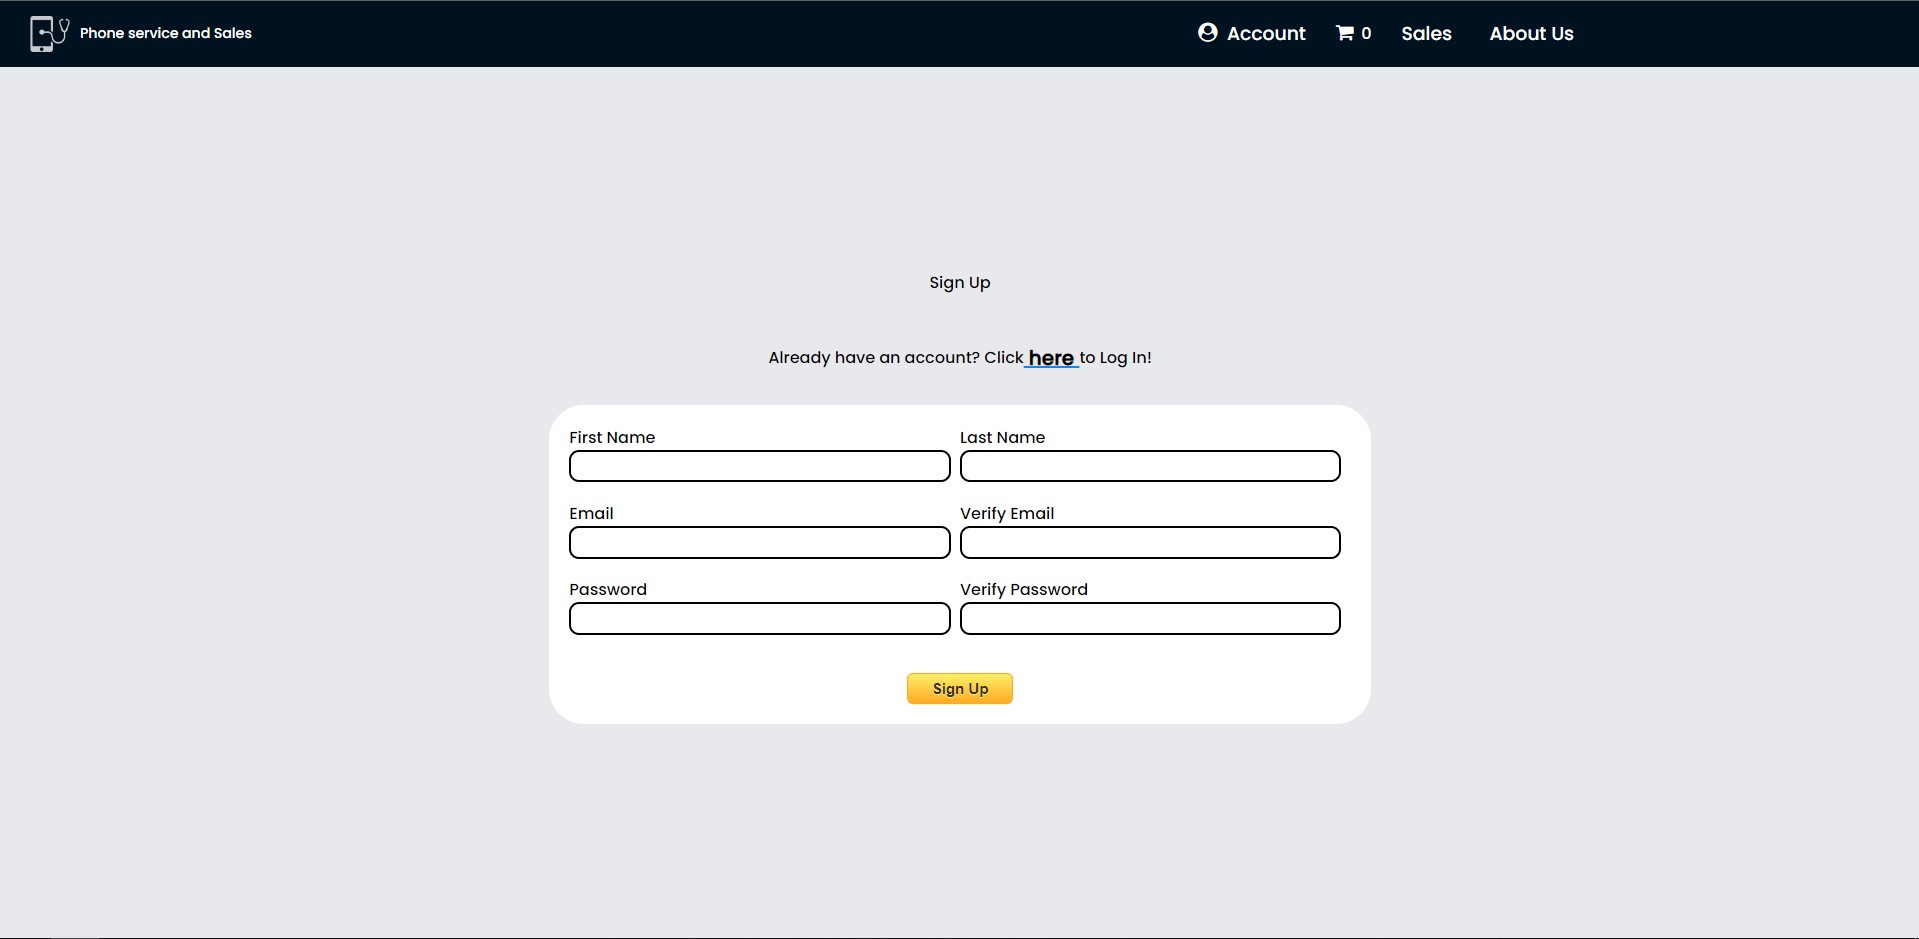 Phone service and Sales
Account
0
Sales
About Us
Sign Up
Already have an account? Click here to Log In!
First Name
Last Name
Email
Verify Email
Password
Verify Password
Sign Up